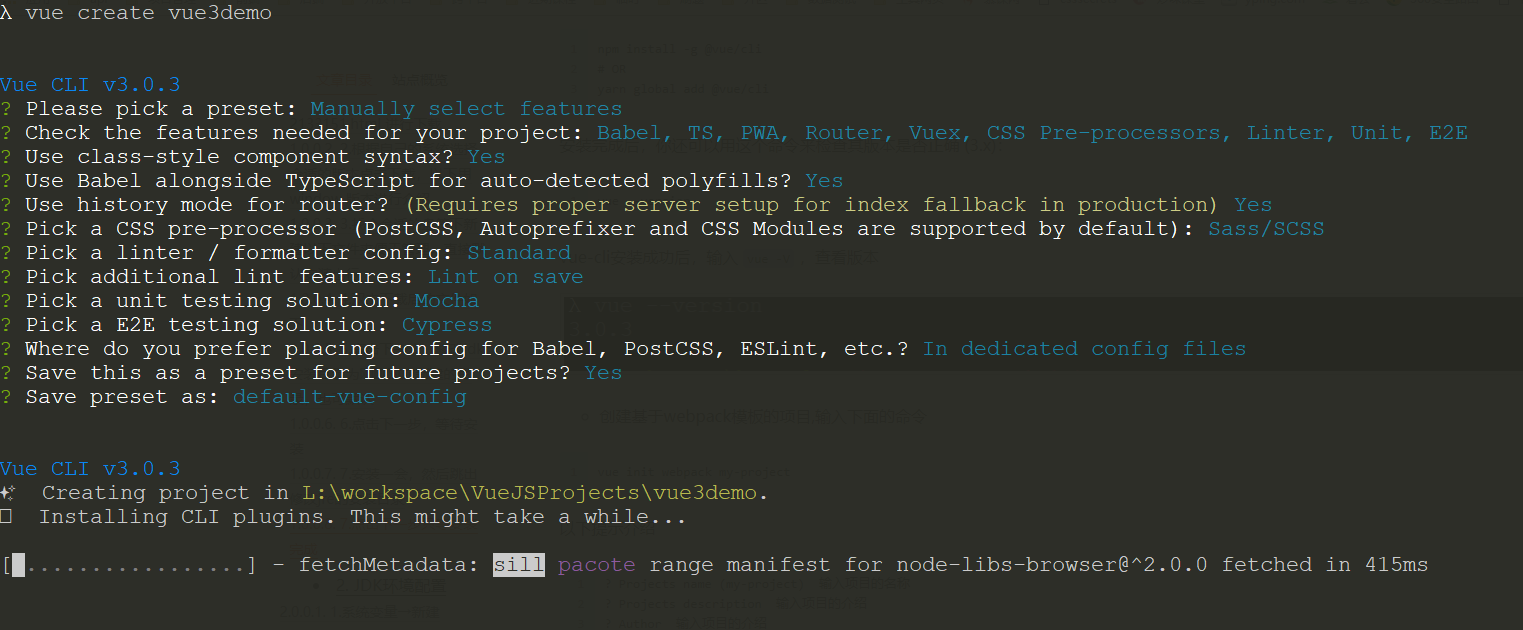 λ vue create vue3demo
Vue CLI v3.0.3
? Please pick a preset: Manually select features
? Check the features needed for your project: Babel, TS, PWA, Router, Vuex, CSS Pre-processors, Linter, Unit, E2E
? Use class-style component syntax? Yes
? Use Babel alongside TypeScript for auto-detected polyfills? Yes
? Use history mode for router? (Requires proper server setup for index fallback in production) Yes
? Pick a CSS pre-processor (PostCSS, Autoprefixer and CSS Modules are supported by default): Sass/SCSS
? Pick a linter / formatter config: Standard
? Pick additional lint features: Lint on save
? Pick a unit testing solution: Mocha
? Pick a E2E testing solution: Cypress
? Where do you prefer placing config for Babel, PostCSS, ESLint, etc.? In dedicated config files
? Save this as a preset for future projects? Yes
? Save preset as: default-vue-config
Vue CLI v3.0.3
✨ Creating project in L:\workspace\VueJSProjects\vue3demo.
□ Installing CLI plugins. This might take a while...
[█.................] - fetchMetadata: sill pacote range manifest for node-libs-browser@^2.0.0 fetched in 415ms